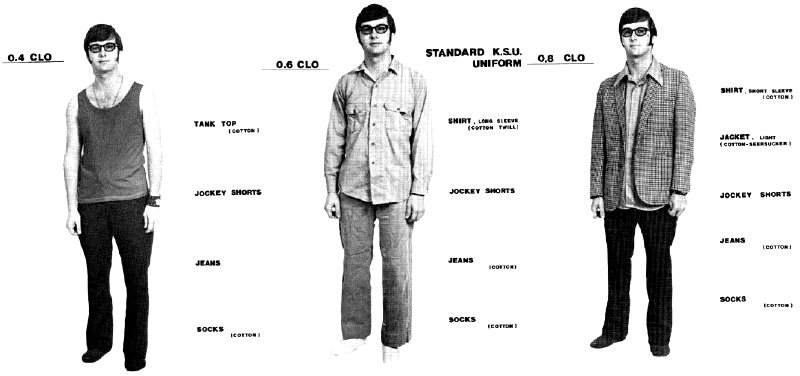 0.4 CLO
TANK TOP
(COTTON)
JOCKEY SHORTS
JEANS
SOCKS (COTTON)
0.6 CLO
STANDARD K.S.U.
UNIFORM
SHIRT, LONG SLEEVE
(COTTON TWILL)
JOCKEY SHORTS
JEANS
(COTTON)
SOCKS
(COTTON)
0,8 CLO
SHIRT, SHORT SLEEVE
(COTTON)
JACKET. LIGHT
(COTTON-SEERSUCKER)
JOCKEY SHORTS
JEANS
(COTTON)
SOCKS
(COTTON)